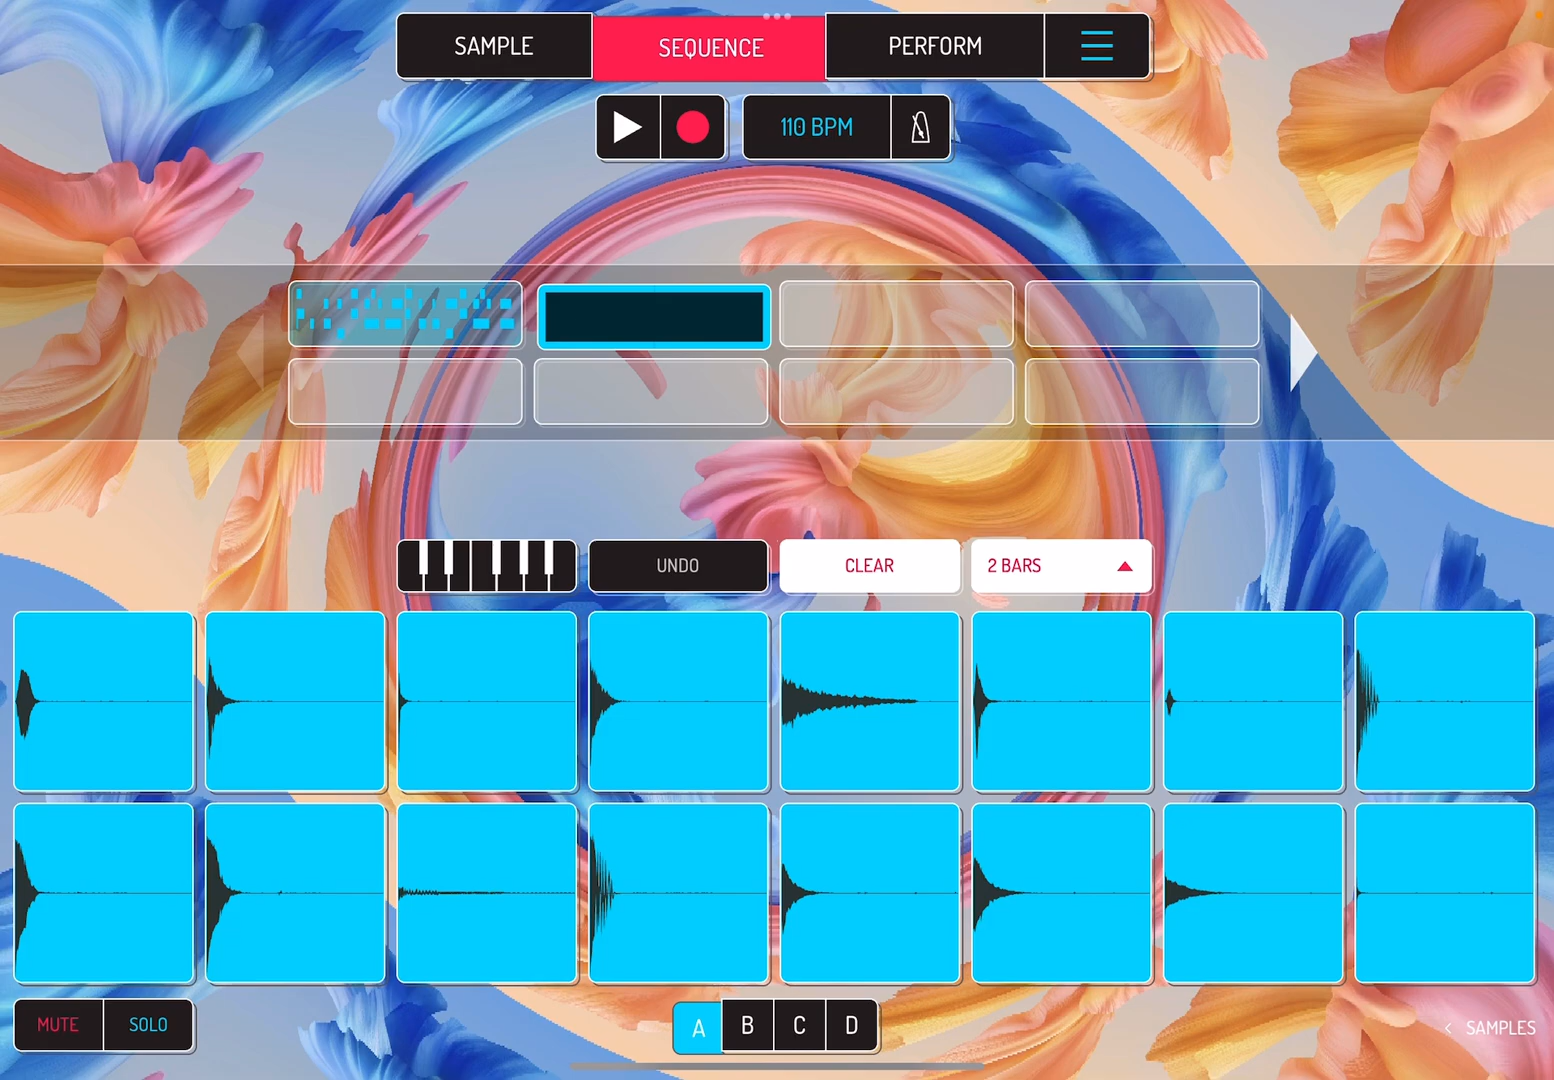 SAMPLE SEQUENCE PERFORM
110 BPM
UNDO CLEAR 2 BARS
MUTE SOLO A B C D < SAMPLES